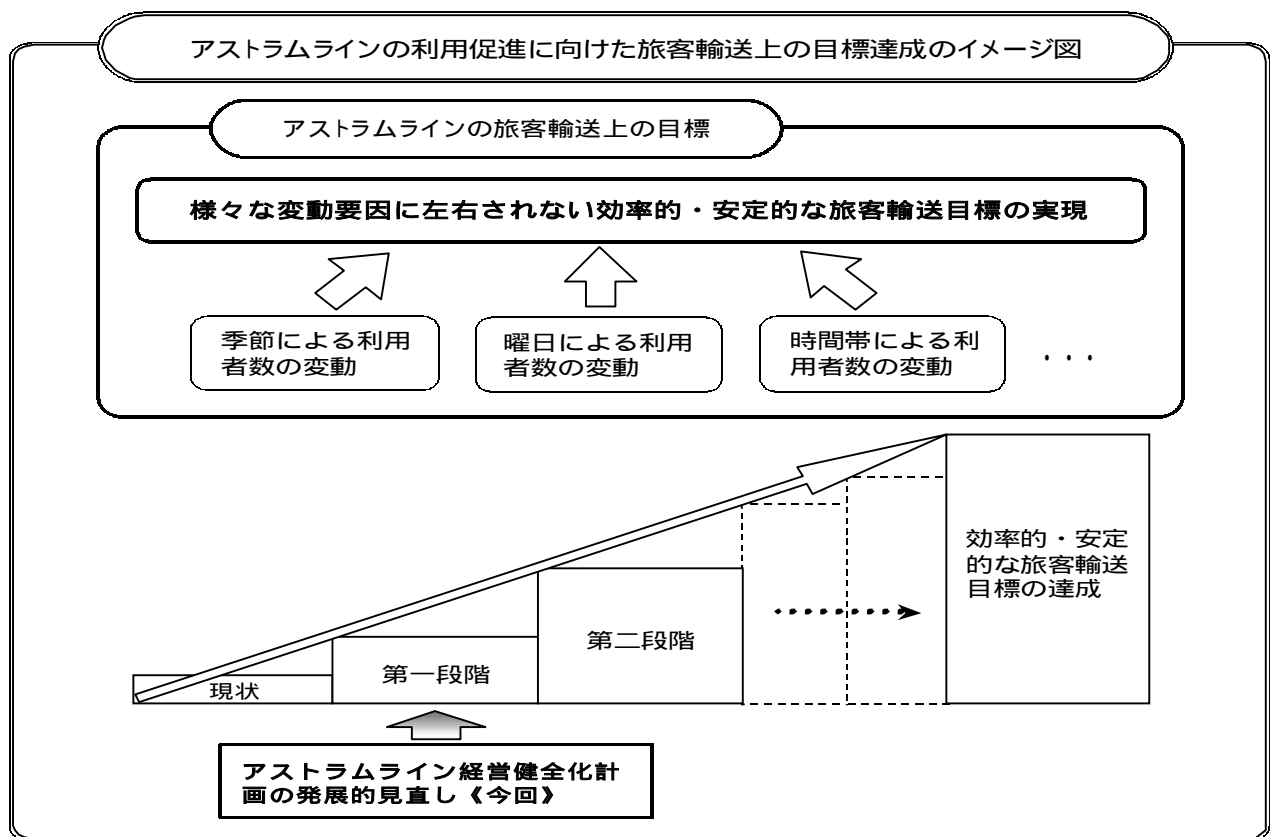 アストラムラインの利用促進に向けた旅客輸送上の目標達成のイメージ図
アストラムラインの旅客輸送上の目標
様々な変動要因に左右されない効率的・安定的な旅客輸送目標の実現
季節による利用
者数の変動
曜日による利用
者数の変動
時間帯による利
用者数の変動
・・・
効率的・安定
的な旅客輸送
目標の達成
第二段階
第一段階
現状
アストラムライン経営健全化計
画の発展的見直し《今回》